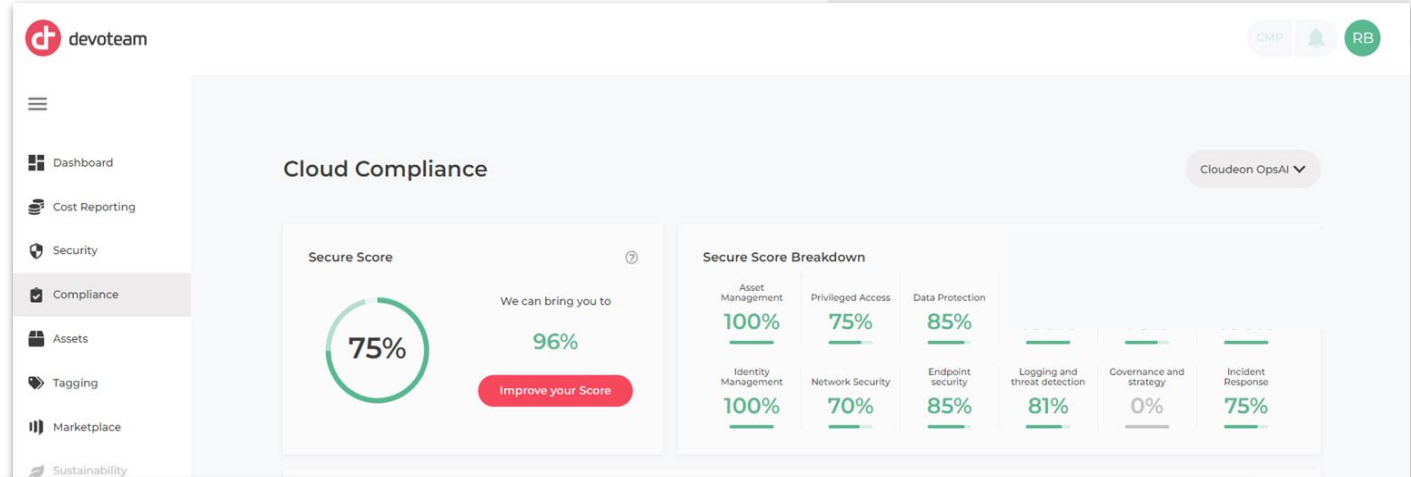 devoteam
CMP
RB
Dashboard
Cost Reporting
Security
Compliance
Assets
Tagging
Marketplace
Sustainability
Cloud Compliance
Cloudeon OpsAI
Secure Score
?
75%
We can bring you to
96%
Improve your Score
Secure Score Breakdown
Asset
Management
100%
Privileged Access
75%
Data Protection
85%
Identity
Management
100%
Network Security
70%
Endpoint
security
85%
Logging and
threat detection
81%
Governance and
strategy
0%
Incident
Response
75%